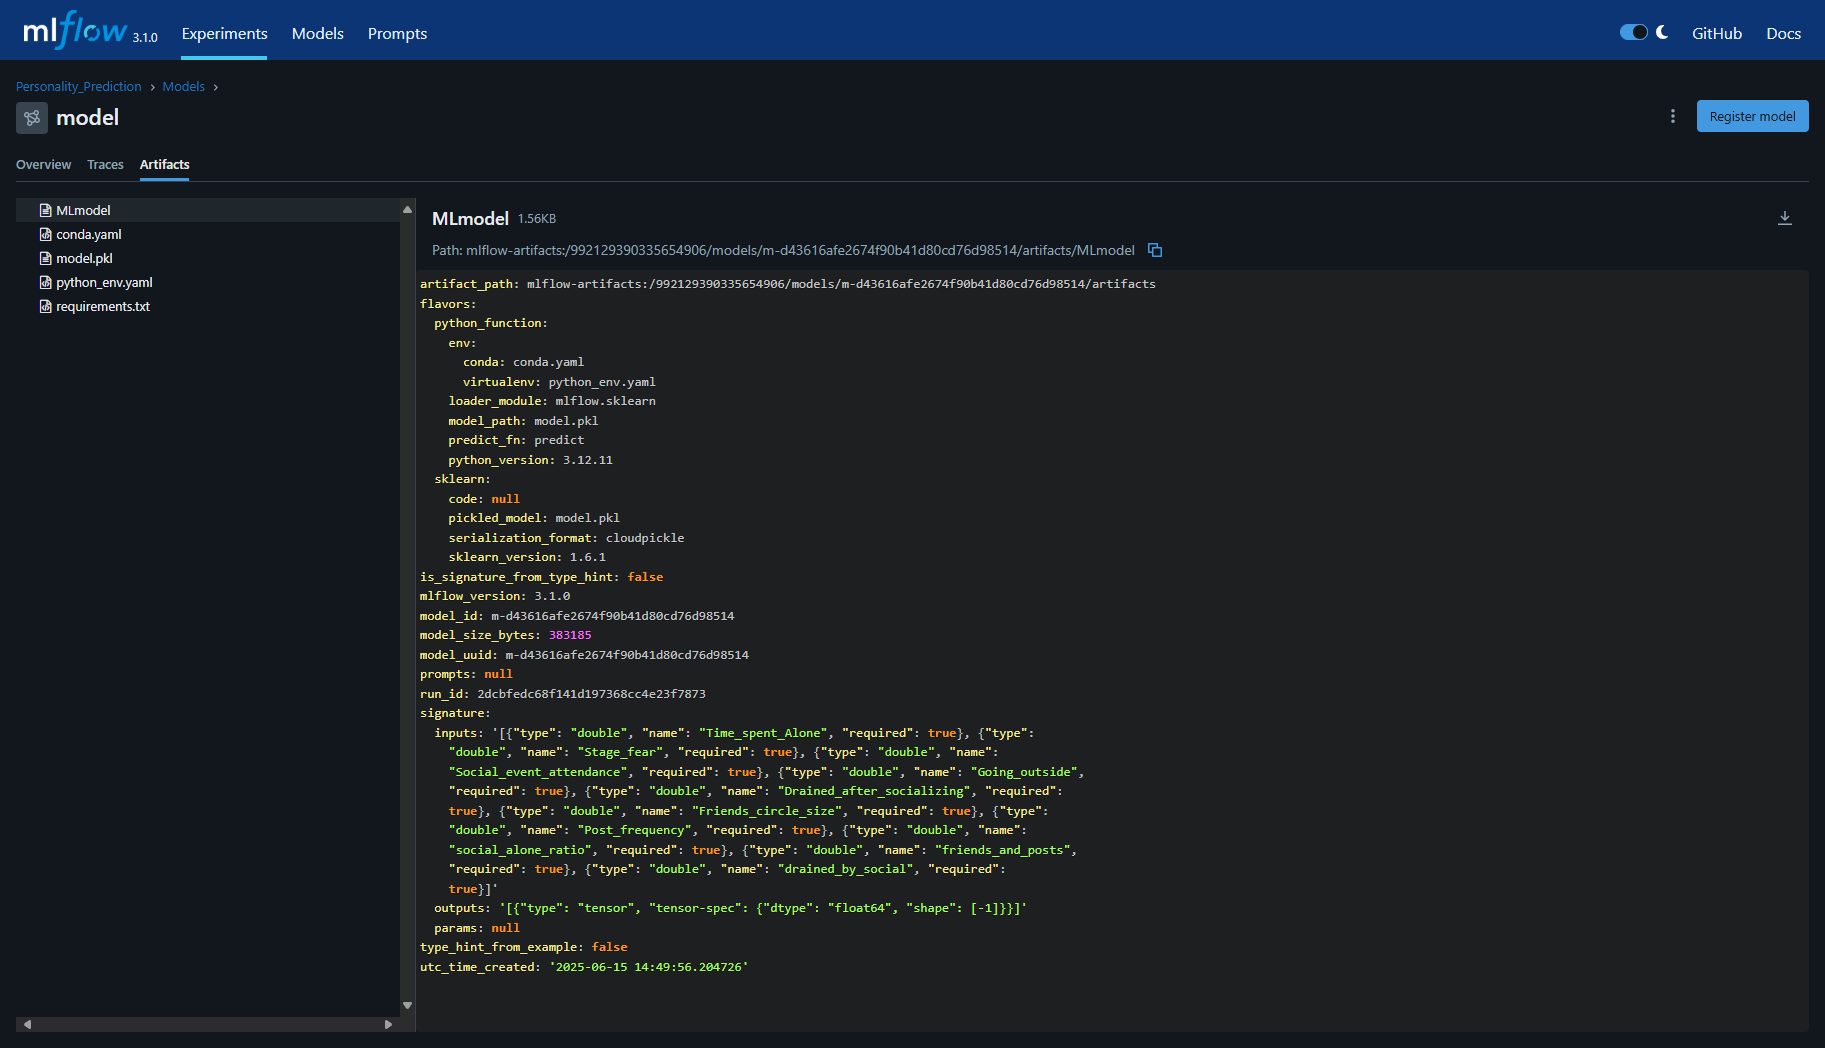 mlflow 3.1.0 Experiments Models Prompts GitHub Docs
Personality_Prediction › Models ›
model
Register model
Overview Traces Artifacts
MLmodel
conda.yaml
model.pkl
python_env.yaml
requirements.txt
MLmodel 1.56KB
Path: mlflow-artifacts:/992129390335654906/models/m-d43616afe2674f90b41d80cd76d98514/artifacts/MLmodel
artifact_path: mlflow-artifacts:/992129390335654906/models/m-d43616afe2674f90b41d80cd76d98514/artifacts
flavors:
  python_function:
    env:
      conda: conda.yaml
      virtualenv: python_env.yaml
    loader_module: mlflow.sklearn
    model_path: model.pkl
    predict_fn: predict
    python_version: 3.12.11
  sklearn:
    code: null
    pickled_model: model.pkl
    serialization_format: cloudpickle
    sklearn_version: 1.6.1
is_signature_from_type_hint: false
mlflow_version: 3.1.0
model_id: m-d43616afe2674f90b41d80cd76d98514
model_size_bytes: 383185
model_uuid: m-d43616afe2674f90b41d80cd76d98514
prompts: null
run_id: 2dcbfedc68f141d197368cc4e23f7873
signature:
  inputs: '[{"type": "double", "name": "Time_spent_Alone", "required": true}, {"type":
    "double", "name": "Stage_fear", "required": true}, {"type": "double", "name":
    "Social_event_attendance", "required": true}, {"type": "double", "name": "Going_outside",
    "required": true}, {"type": "double", "name": "Drained_after_socializing", "required":
    true}, {"type": "double", "name": "Friends_circle_size", "required": true}, {"type":
    "double", "name": "Post_frequency", "required": true}, {"type": "double", "name":
    "social_alone_ratio", "required": true}, {"type": "double", "name": "friends_and_posts",
    "required": true}, {"type": "double", "name": "drained_by_social", "required":
    true}]'
  outputs: '[{"type": "tensor", "tensor-spec": {"dtype": "float64", "shape": [-1]}}]'
  params: null
type_hint_from_example: false
utc_time_created: '2025-06-15 14:49:56.204726'